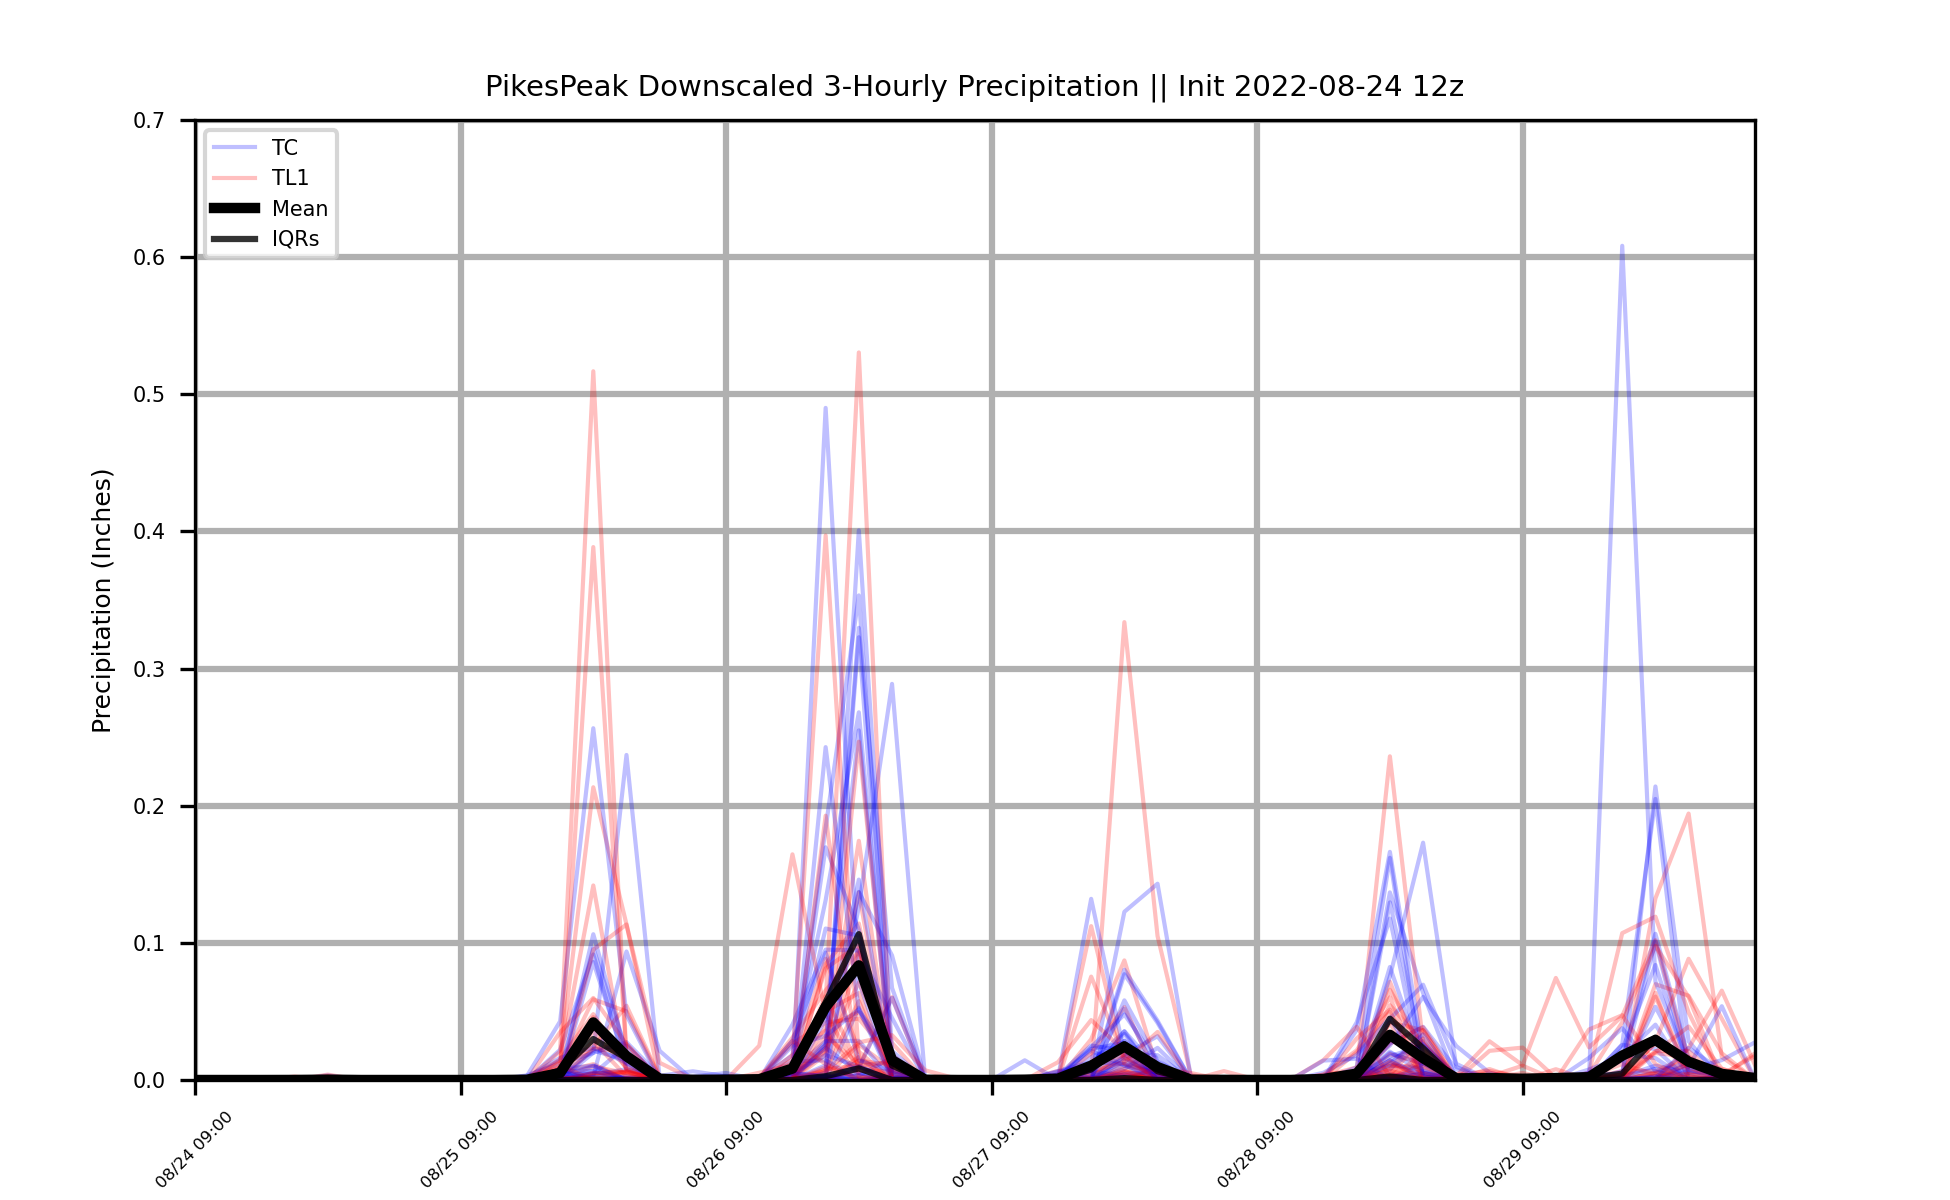 PikesPeak Downscaled 3-Hourly Precipitation || Init 2022-08-24 12z
TC
TL1
Mean
IQRs
Precipitation (Inches)
0.7
0.6
0.5
0.4
0.3
0.2
0.1
0.0
08/24 09:00
08/25 09:00
08/26 09:00
08/27 09:00
08/28 09:00
08/29 09:00